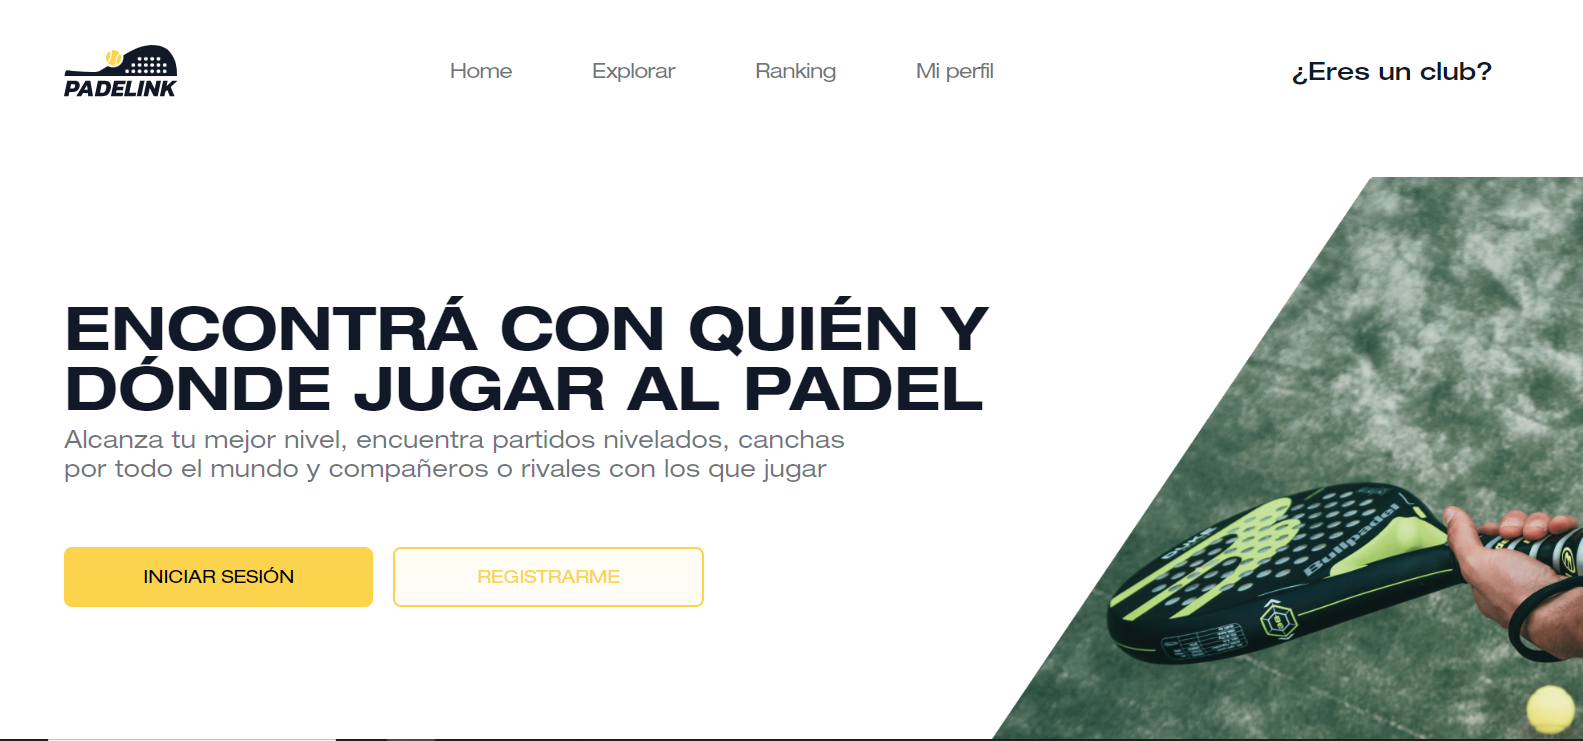 PADELINK
Home
Explorar
Ranking
Mi perfil
¿Eres un club?
ENCONTRÁ CON QUIÉN Y
DÓNDE JUGAR AL PADEL
Alcanza tu mejor nivel, encuentra partidos nivelados, canchas
por todo el mundo y compañeros o rivales con los que jugar
INICIAR SESIÓN
REGISTRARME
DUKE
Bullpadel